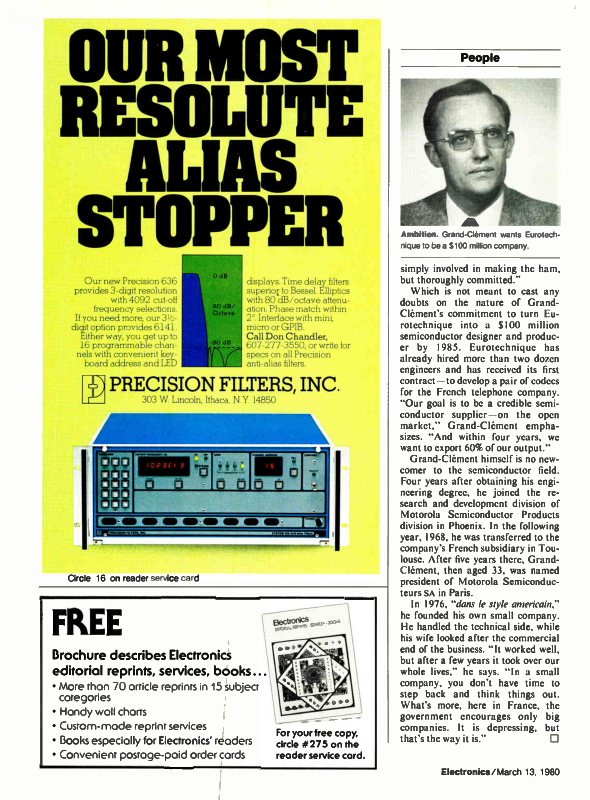 OUR MOST
RESOLUTE
ALIAS
STOPPER
Our new Precision 636
provides 3-digit resolution
with 4092 cut-off
frequency selections.
If you need more, our 3½-
digit option provides 6141.
Either way, you get up to
16 programmable chan-
nels with convenient key-
board address and LED
0 dB
80 dB/
Octave
-80 dB
displays. Time delay filters
superior to Bessel. Elliptics
with 80 dB/octave attenu-
ation. Phase match within
2°. Interface with mini,
micro or GPIB.
Call Don Chandler,
607-277-3550, or write for
specs on all Precision
anti-alias filters.
PRECISION FILTERS, INC.
303 W. Lincoln, Ithaca, N.Y. 14850
Circle 16 on reader service card
FREE
Brochure describes Electronics
editorial reprints, services, books...
• More than 70 article reprints in 15 subject
categories
• Handy wall charts
• Custom-made reprint services
• Books especially for Electronics' readers
• Convenient postage-paid order cards
Electronics
For your free copy,
circle #275 on the
reader service card.
People
Ambition. Grand-Clément wants Eurotech-
nique to be a $100 million company.
simply involved in making the ham,
but thoroughly committed."
Which is not meant to cast any
doubts on the nature of Grand-
Clément's commitment to turn Eu-
rotechnique into a $100 million
semiconductor designer and produc-
er by 1985. Eurotechnique has
already hired more than two dozen
engineers and has received its first
contract—to develop a pair of codecs
for the French telephone company.
"Our goal is to be a credible semi-
conductor supplier—on the open
market," Grand-Clément empha-
sizes. "And within four years, we
want to export 60% of our output."
Grand-Clément himself is no new-
comer to the semiconductor field.
Four years after obtaining his engi-
neering degree, he joined the re-
search and development division of
Motorola Semiconductor Products
division in Phoenix. In the following
year, 1968, he was transferred to the
company's French subsidiary in Tou-
louse. After five years there, Grand-
Clément, then aged 33, was named
president of Motorola Semiconduc-
teurs SA in Paris.
In 1976, "dans le style americain,"
he founded his own small company.
He handled the technical side, while
his wife looked after the commercial
end of the business. "It worked well,
but after a few years it took over our
whole lives," he says. "In a small
company, you don't have time to
step back and think things out.
What's more, here in France, the
government encourages only big
companies. It is depressing, but
that's the way it is."
Electronics/March 13, 1980